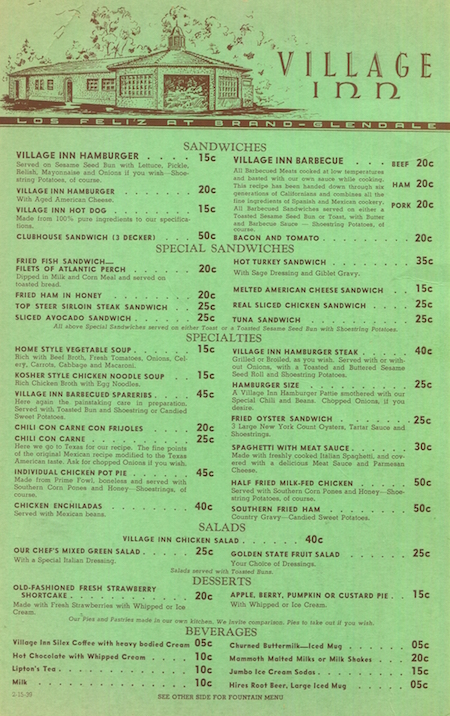 VILLAGE
INN
LOS FELIZ AT BRAND-GLENDALE
SANDWICHES
VILLAGE INN HAMBURGER . . . . 15c
Served on Sesame Seed Bun with Lettuce, Pickle,
Relish, Mayonnaise and Onions if you wish—Shoe-
string Potatoes, of course.
VILLAGE INN HAMBURGER . . . . . 20c
With Aged American Cheese.
VILLAGE INN HOT DOG . . . . . . 15c
Made from 100% pure ingredients to our specifica-
tions.
CLUBHOUSE SANDWICH (3 DECKER) . . . 50c
VILLAGE INN BARBECUE . . . BEEF 20c
HAM 20c
PORK 20c
All Barbecued Meats cooked at low temperatures
and basted with our own sauce while cooking.
This recipe has been handed down through six
generations of Californians and combines all the
fine ingredients of Spanish and Mexican cookery.
All Barbecued Sandwiches served on either a
Toasted Sesame Seed Bun or Toast, with Butter
and Barbecue Sauce — Shoestring Potatoes, of
course.
BACON AND TOMATO . . . . . . . 20c
SPECIAL SANDWICHES
FRIED FISH SANDWICH—
FILETS OF ATLANTIC PERCH . . . . . 20c
Dipped in Milk and Corn Meal and served on
toasted bread.
FRIED HAM IN HONEY . . . . . . . 20c
TOP STEER SIRLOIN STEAK SANDWICH . . 25c
SLICED AVOCADO SANDWICH . . . . . 25c
HOT TURKEY SANDWICH . . . . . . 35c
With Sage Dressing and Giblet Gravy.
MELTED AMERICAN CHEESE SANDWICH . . 15c
REAL SLICED CHICKEN SANDWICH . . . 25c
TUNA SANDWICH . . . . . . . . 25c
All above Special Sandwiches served on either Toast or a Toasted Sesame Seed Bun with Shoestring Potatoes.
SPECIALTIES
HOME STYLE VEGETABLE SOUP . . . . . 15c
Rich with Beef Broth, Fresh Tomatoes, Onions, Cel-
ery, Carrots, Cabbage and Macaroni.
KOSHER STYLE CHICKEN NOODLE SOUP . 15c
Rich Chicken Broth with Egg Noodles.
VILLAGE INN BARBECUED SPARERIBS . . 45c
Here again the painstaking care in preparation.
Served with Toasted Bun and Shoestring or Candied
Sweet Potatoes.
CHILI CON CARNE CON FRIJOLES . . . 20c
CHILI CON CARNE . . . . . . . 25c
Here we go to Texas for our recipe. The fine points
of the original Mexican recipe modified to the Texas
American taste. Ask for chopped Onions if you wish.
INDIVIDUAL CHICKEN POT PIE . . . . 45c
Made from Prime Fowl, boneless and served with
Southern Corn Pones and Honey—Shoestrings, of
course.
CHICKEN ENCHILADAS . . . . . . . 40c
Served with Mexican beans.
VILLAGE INN HAMBURGER STEAK . . . . 40c
Grilled or Broiled, as you wish. Served with or with-
out Onions, with a Toasted and Buttered Sesame
Seed Roll and Shoestring Potatoes.
HAMBURGER SIZE . . . . . . . . 25c
A Village Inn Hamburger Pattie smothered with our
Special Chili and Beans. Chopped Onions, if you
desire.
FRIED OYSTER SANDWICH . . . . . . 25c
3 Large New York Count Oysters, Tartar Sauce and
Shoestrings.
SPAGHETTI WITH MEAT SAUCE . . . . . 30c
Made with freshly cooked Italian Spaghetti, and cov-
ered with a delicious Meat Sauce and Parmesan
Cheese.
HALF FRIED MILK-FED CHICKEN . . . . 50c
Served with Southern Corn Pones and Honey—Shoe-
string Potatoes, of course.
SOUTHERN FRIED HAM . . . . . . . 50c
Country Gravy—Candied Sweet Potatoes.
SALADS
VILLAGE INN CHICKEN SALAD . . . . . 40c
OUR CHEF'S MIXED GREEN SALAD . . . . 25c
With a Special Italian Dressing.
GOLDEN STATE FRUIT SALAD . . . . . 25c
Your Choice of Dressings.
Salads served with Toasted Buns.
DESSERTS
OLD-FASHIONED FRESH STRAWBERRY
SHORTCAKE . . . . . . . . . 20c
Made with Fresh Strawberries with Whipped or Ice
Cream.
APPLE, BERRY, PUMPKIN OR CUSTARD PIE . . 15c
With Whipped or Ice Cream.
Our Pies and Pastries made in our own kitchen. We invite comparison. Pies to take out if you wish.
BEVERAGES
Village Inn Silex Coffee with heavy bodied Cream 05c
Hot Chocolate with Whipped Cream . . . . 10c
Lipton's Tea . . . . . . . . . . 10c
Milk . . . . . . . . . . . . 10c
Churned Buttermilk—Iced Mug . . . . . 05c
Mammoth Malted Milks or Milk Shakes . . . 20c
Jumbo Ice Cream Sodas . . . . . . . 15c
Hires Root Beer, Large Iced Mug . . . . 05c
2-15-39
SEE OTHER SIDE FOR FOUNTAIN MENU